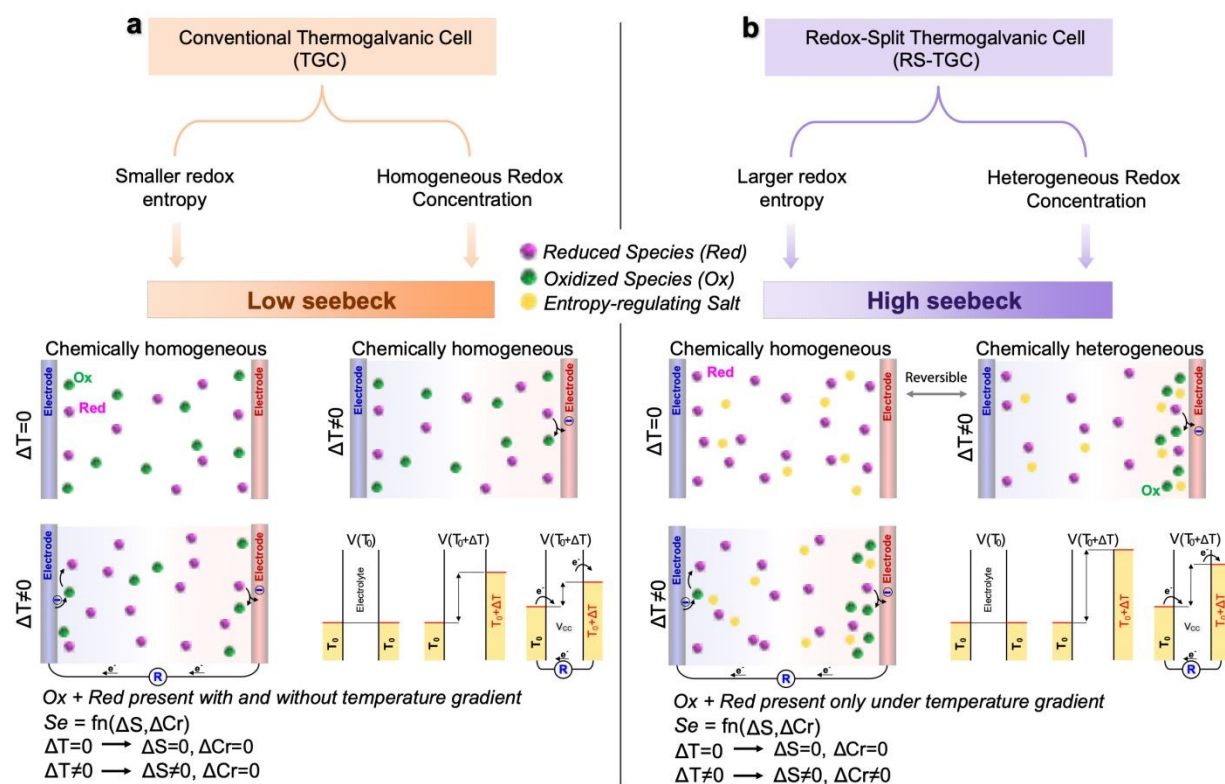 a
Conventional Thermogalvanic Cell
(TGC)
Smaller redox
entropy
Homogeneous Redox
Concentration
Low seebeck
b
Redox-Split Thermogalvanic Cell
(RS-TGC)
Larger redox
entropy
Heterogeneous Redox
Concentration
High seebeck
Reduced Species (Red)
Oxidized Species (Ox)
Entropy-regulating Salt
Chemically homogeneous
ΔT=0
Electrode
Ox
Red
Electrode
Chemically homogeneous
ΔT≠0
Electrode
Electrode
ΔT≠0
Electrode
Electrode
e-
R
e-
V(T₀)
Electrolyte
T₀
T₀
V(T₀+ΔT)
T₀
T₀+ΔT
V(T₀+ΔT)
e-
e-
Vcc
T₀
T₀+ΔT
e-
R
Ox + Red present with and without temperature gradient
Se = fn(ΔS,ΔCr)
ΔT=0 → ΔS=0, ΔCr=0
ΔT≠0 → ΔS≠0, ΔCr=0
Chemically homogeneous
ΔT=0
Electrode
Red
Electrode
Reversible
Chemically heterogeneous
ΔT≠0
Electrode
Ox
Electrode
ΔT≠0
Electrode
Electrode
e-
R
e-
V(T₀)
Electrolyte
T₀
T₀
V(T₀+ΔT)
T₀
T₀+ΔT
V(T₀+ΔT)
e-
e-
Vcc
T₀
T₀+ΔT
e-
R
Ox + Red present only under temperature gradient
Se = fn(ΔS,ΔCr)
ΔT=0 → ΔS=0, ΔCr=0
ΔT≠0 → ΔS≠0, ΔCr≠0